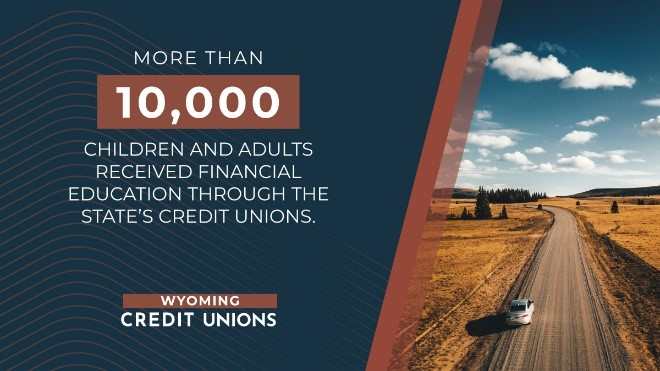 MORE THAN
10,000
CHILDREN AND ADULTS
RECEIVED FINANCIAL
EDUCATION THROUGH THE
STATE'S CREDIT UNIONS.
WYOMING
CREDIT UNIONS